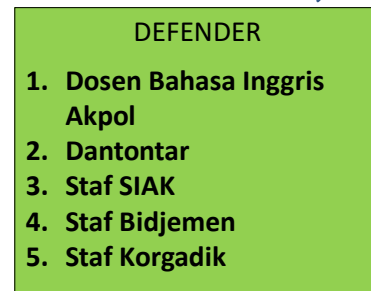 DEFENDER
1. Dosen Bahasa Inggris
Akpol
2. Dantontar
3. Staf SIAK
4. Staf Bidjemen
5. Staf Korgadik